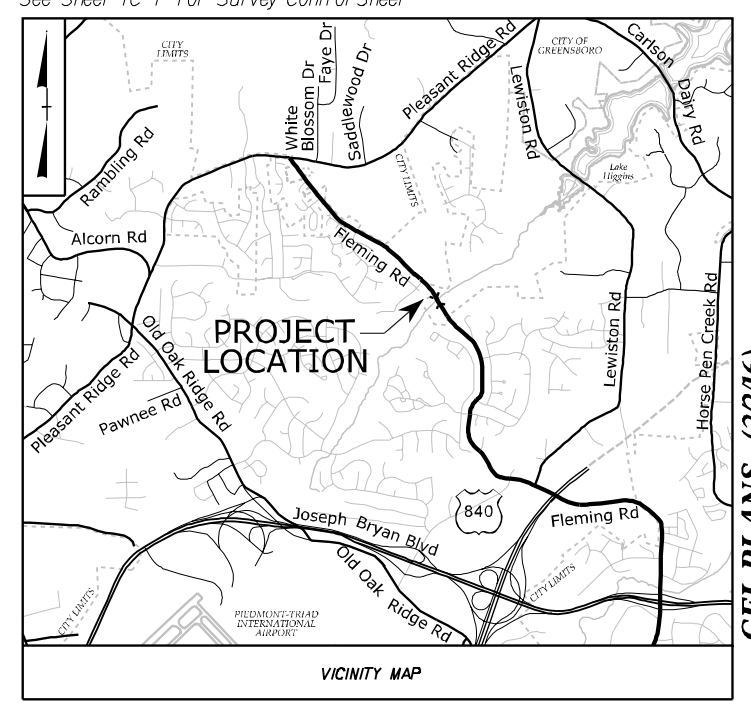 See Sheet TC-1 For Survey Control Sheet
CITY
LIMITS
White
Blossom Dr
Faye Dr
Saddlewood Dr
Pleasant Ridge Rd
Lewiston Rd
CITY OF
GREENSBORO
Carlson
Dairy Rd
Rambling Rd
CITY LIMITS
Lake
Higgins
Alcorn Rd
Fleming Rd
PROJECT
LOCATION
Old Oak Ridge Rd
Lewiston Rd
Horse Pen Creek Rd
Pleasant Ridge Rd
Pawnee Rd
840
Fleming Rd
Joseph Bryan Blvd
Old Oak Ridge Rd
CITY LIMITS
CITY LIMITS
PIEDMONT-TRIAD
INTERNATIONAL
AIRPORT
VICINITY MAP